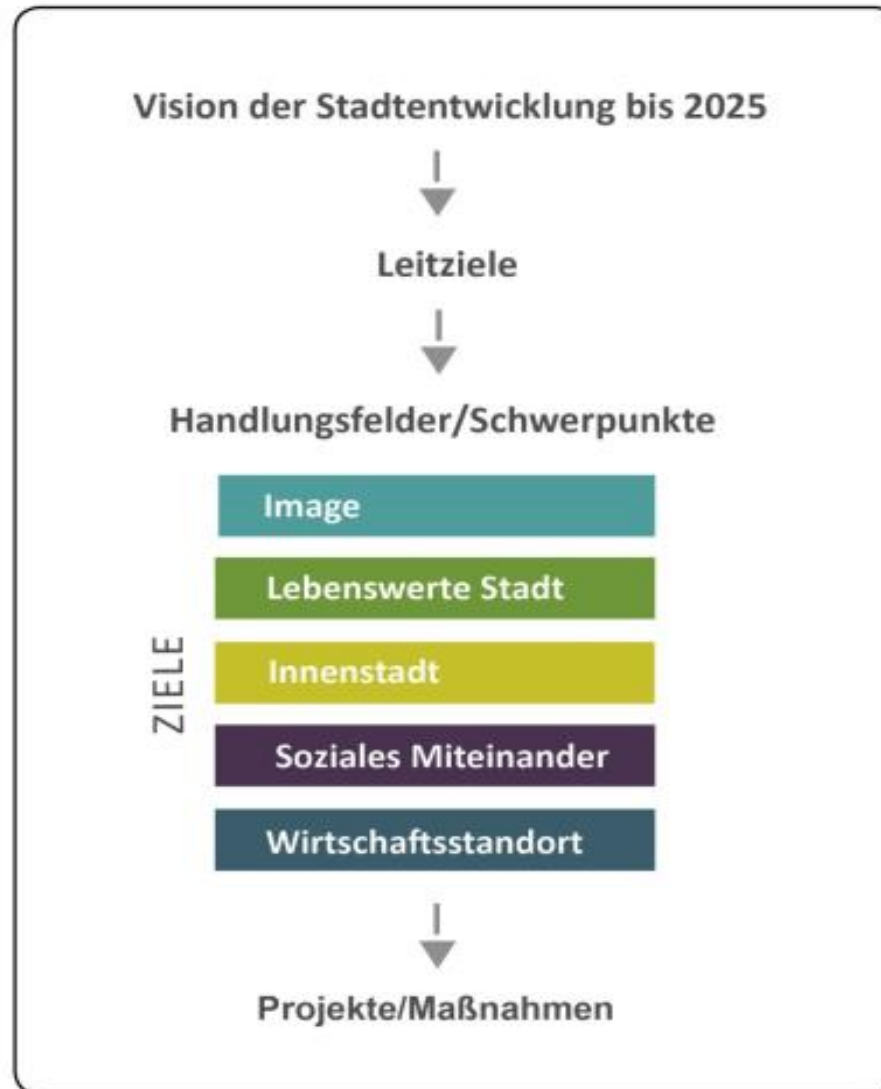 Vision der Stadtentwicklung bis 2025
Leitziele
Handlungsfelder/Schwerpunkte
ZIELE
Image
Lebenswerte Stadt
Innenstadt
Soziales Miteinander
Wirtschaftsstandort
Projekte/Maßnahmen